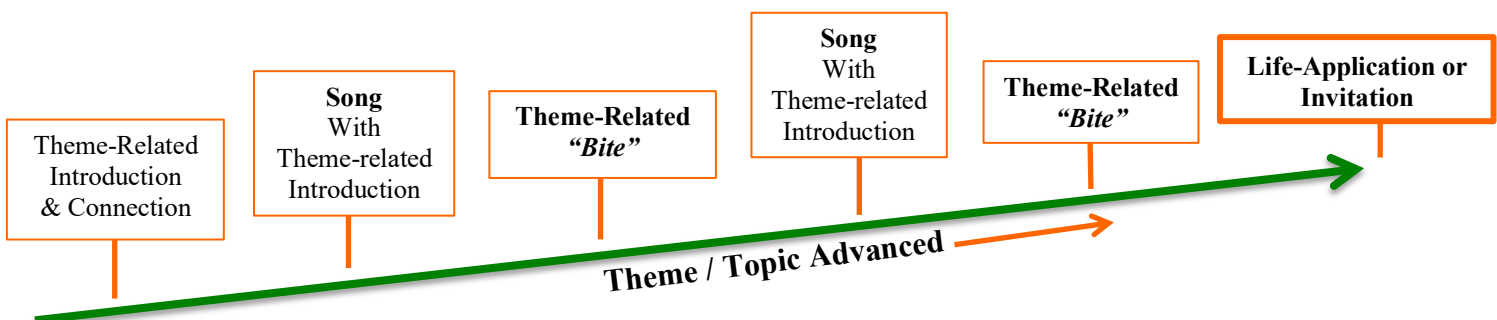 Theme-Related
Introduction
& Connection
Song
With
Theme-related
Introduction
Theme-Related
“Bite”
Song
With
Theme-related
Introduction
Theme-Related
“Bite”
Life-Application or
Invitation
Theme / Topic Advanced